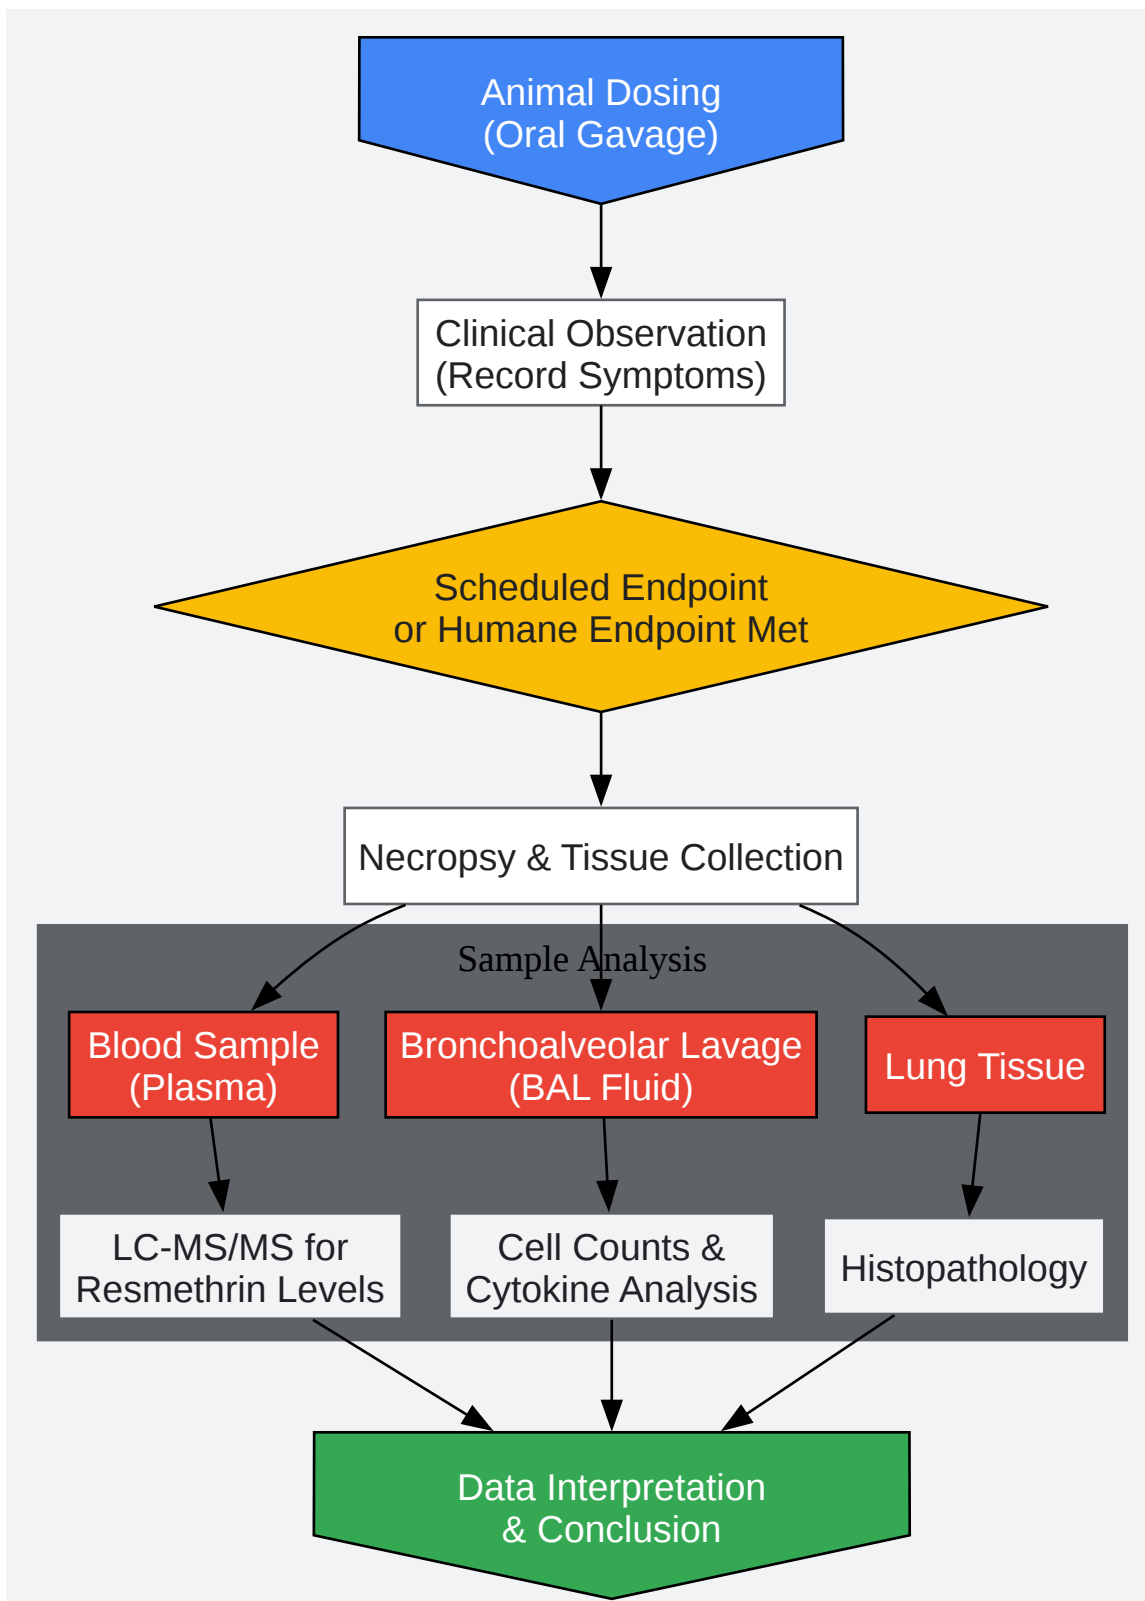 Animal Dosing
(Oral Gavage)
Clinical Observation
(Record Symptoms)
Scheduled Endpoint
or Humane Endpoint Met
Necropsy & Tissue Collection
Sample Analysis
Blood Sample
(Plasma)
Bronchoalveolar Lavage
(BAL Fluid)
Lung Tissue
LC-MS/MS for
Resmethrin Levels
Cell Counts &
Cytokine Analysis
Histopathology
Data Interpretation
& Conclusion